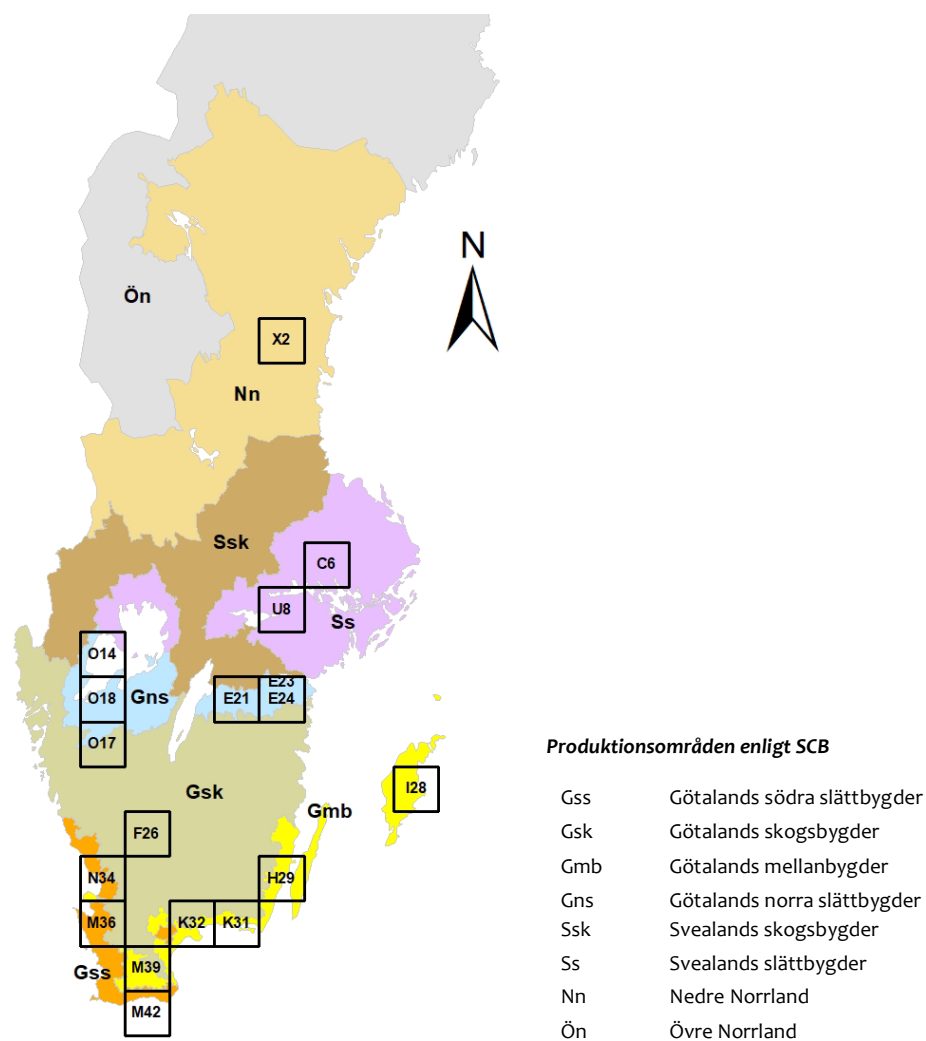 N
Ön
X2
Nn
Ssk
C6
U8
Ss
O14
E23
O18
Gns
E21
E24
O17
I28
Gsk
Gmb
F26
N34
H29
M36
K32
K31
Gss
M39
M42
Produktionsområden enligt SCB
Gss Götalands södra slättbygder
Gsk Götalands skogsbygder
Gmb Götalands mellanbygder
Gns Götalands norra slättbygder
Ssk Svealands skogsbygder
Ss Svealands slättbygder
Nn Nedre Norrland
Ön Övre Norrland